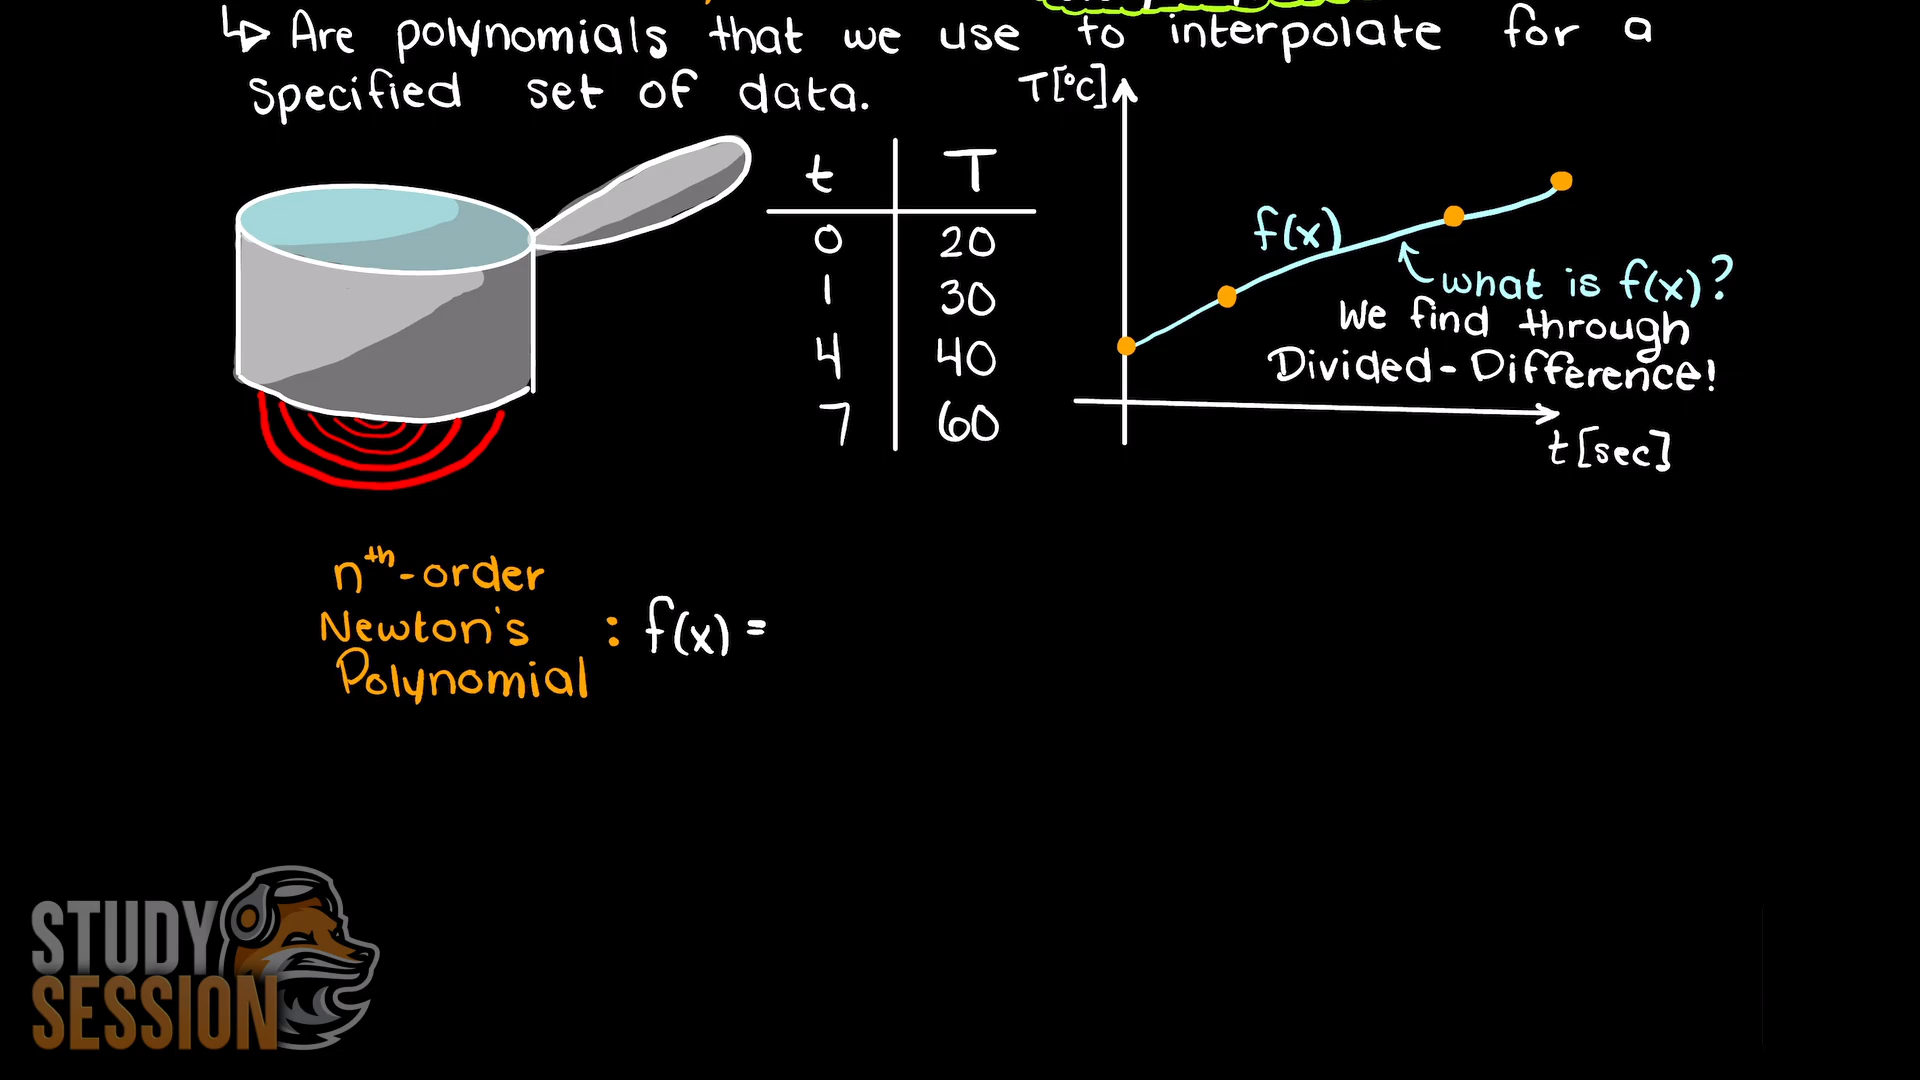 ↳ Are polynomials that we use to interpolate for a
specified set of data.
t T
0 20
1 30
4 40
7 60
T[°C]
f(x)
what is f(x)?
We find through
Divided-Difference!
t[sec]
nth-order
Newton's
Polynomial
: f(x) =
STUDY
SESSION